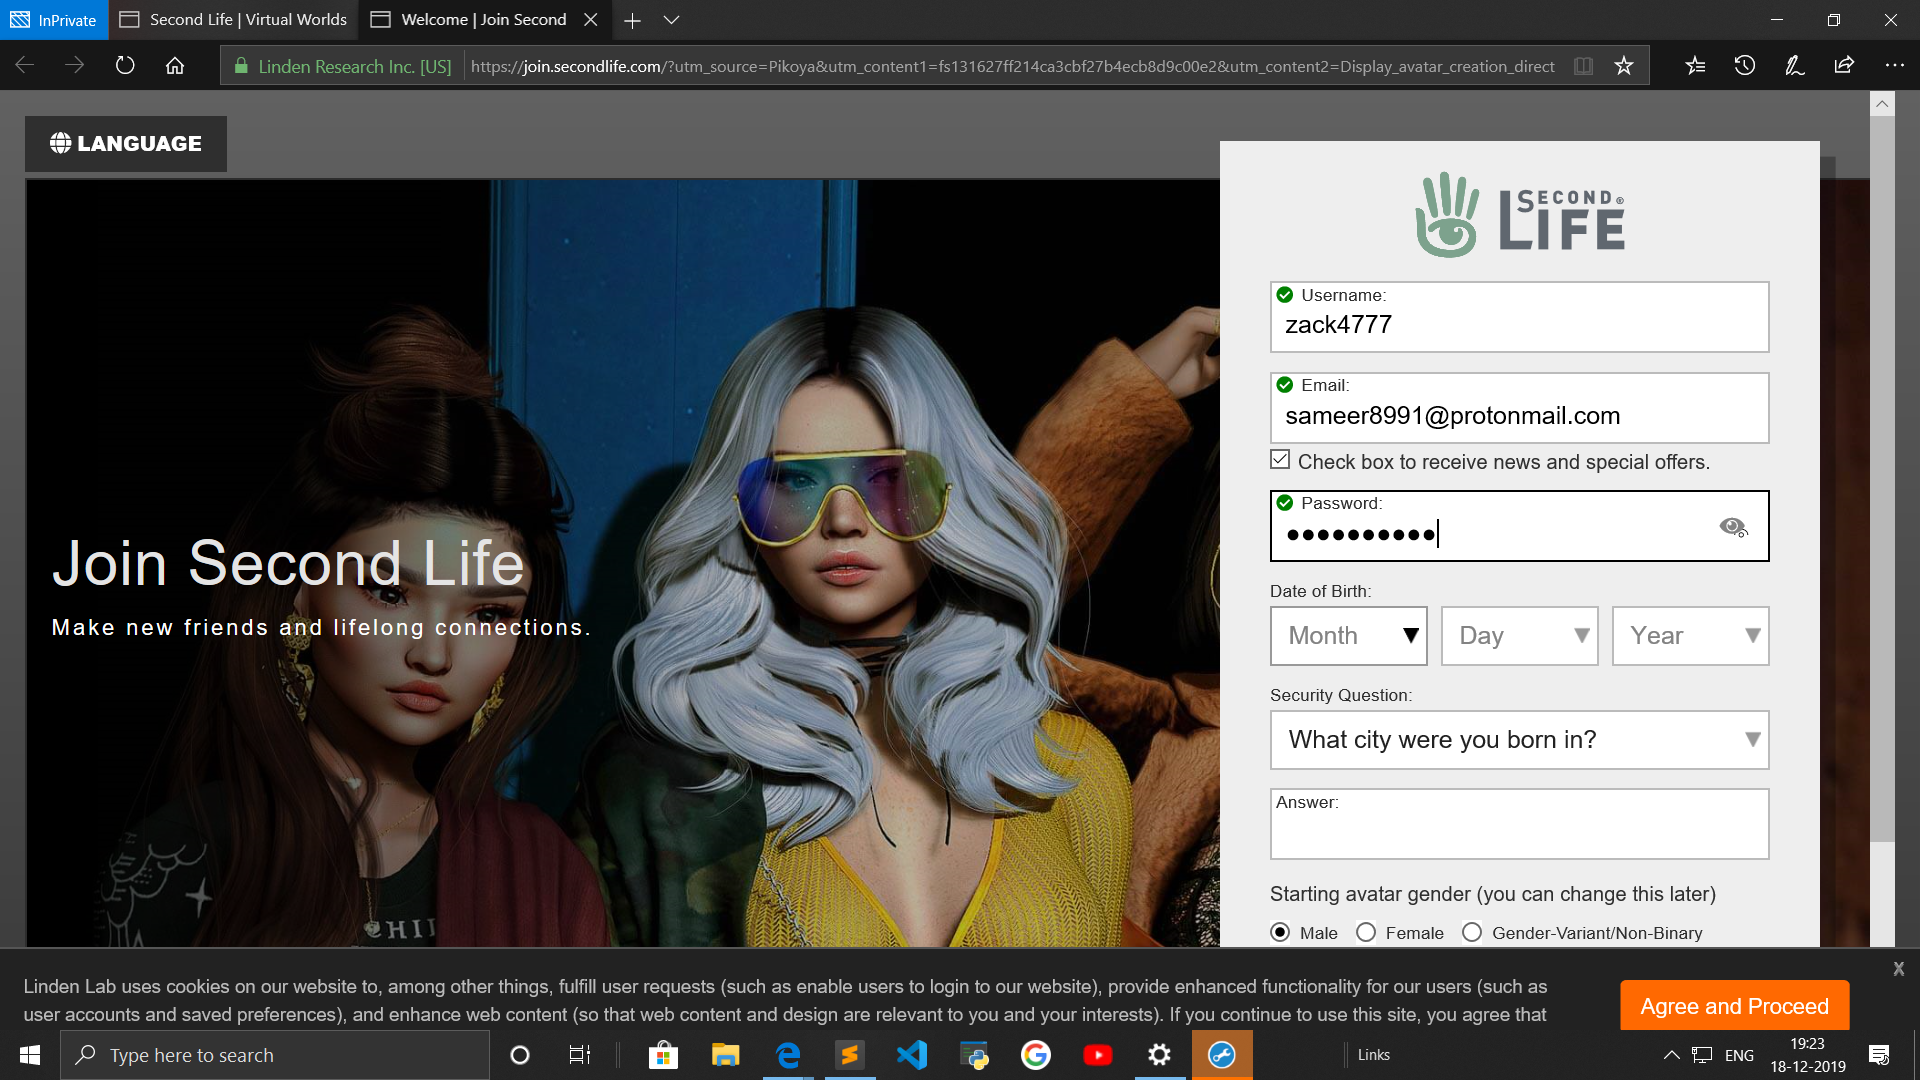 InPrivate
Second Life | Virtual Worlds
Welcome | Join Second
Linden Research Inc. [US]
https://join.secondlife.com/?utm_source=Pikoya&utm_content1=fs131627ff214ca3cbf27b4ecb8d9c00e2&utm_content2=Display_avatar_creation_direct
LANGUAGE
SECOND®
LIFE
Username:
zack4777
Email:
sameer8991@protonmail.com
Check box to receive news and special offers.
Password:
Date of Birth:
Month
Day
Year
Security Question:
What city were you born in?
Answer:
Starting avatar gender (you can change this later)
Male
Female
Gender-Variant/Non-Binary
Join Second Life
Make new friends and lifelong connections.
CHIL
Linden Lab uses cookies on our website to, among other things, fulfill user requests (such as enable users to login to our website), provide enhanced functionality for our users (such as
user accounts and saved preferences), and enhance web content (so that web content and design are relevant to you and your interests). If you continue to use this site, you agree that
X
Agree and Proceed
Type here to search
Links
ENG
19:23
18-12-2019